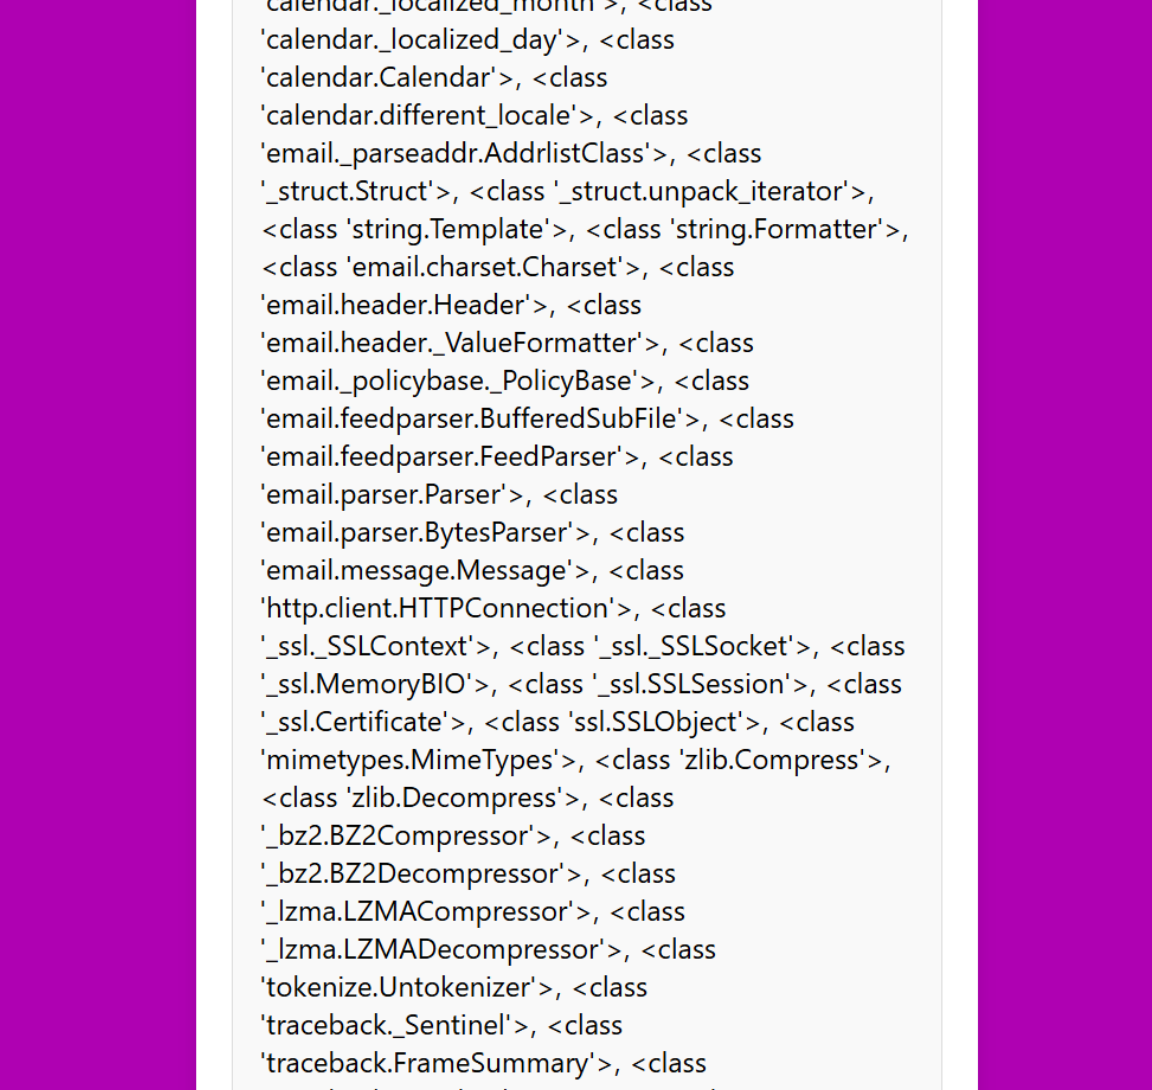 'calendar._localized_month'>, <class
'calendar._localized_day'>, <class
'calendar.Calendar'>, <class
'calendar.different_locale'>, <class
'email._parseaddr.AddrlistClass'>, <class
'_struct.Struct'>, <class '_struct.unpack_iterator'>,
<class 'string.Template'>, <class 'string.Formatter'>,
<class 'email.charset.Charset'>, <class
'email.header.Header'>, <class
'email.header._ValueFormatter'>, <class
'email._policybase._PolicyBase'>, <class
'email.feedparser.BufferedSubFile'>, <class
'email.feedparser.FeedParser'>, <class
'email.parser.Parser'>, <class
'email.parser.BytesParser'>, <class
'email.message.Message'>, <class
'http.client.HTTPConnection'>, <class
'_ssl._SSLContext'>, <class '_ssl._SSLSocket'>, <class
'_ssl.MemoryBIO'>, <class '_ssl.SSLSession'>, <class
'_ssl.Certificate'>, <class 'ssl.SSLObject'>, <class
'mimetypes.MimeTypes'>, <class 'zlib.Compress'>,
<class 'zlib.Decompress'>, <class
'_bz2.BZ2Compressor'>, <class
'_bz2.BZ2Decompressor'>, <class
'_lzma.LZMACompressor'>, <class
'_lzma.LZMADecompressor'>, <class
'tokenize.Untokenizer'>, <class
'traceback._Sentinel'>, <class
'traceback.FrameSummary'>, <class